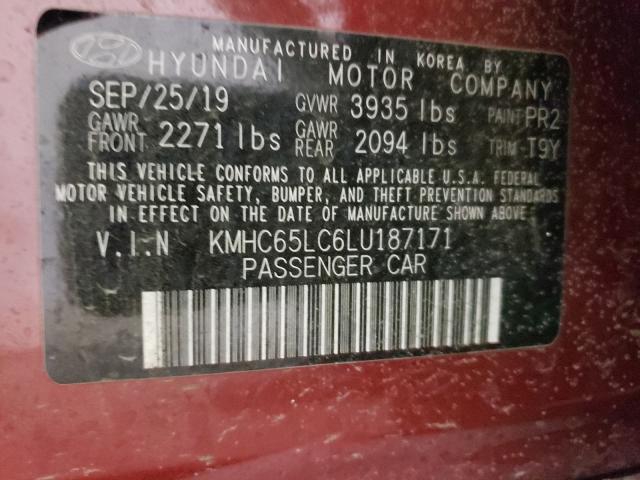 MANUFACTURED IN KOREA BY
HYUNDAI MOTOR COMPANY
SEP/25/19 GVWR 3935 lbs PAINT PR2
GAWR FRONT 2271 lbs GAWR REAR 2094 lbs TRIM T9Y
THIS VEHICLE CONFORMS TO ALL APPLICABLE U.S.A. FEDERAL
MOTOR VEHICLE SAFETY, BUMPER, AND THEFT PREVENTION STANDARDS
IN EFFECT ON THE DATE OF MANUFACTURE SHOWN ABOVE.
V.I.N KMHC65LC6LU187171
PASSENGER CAR